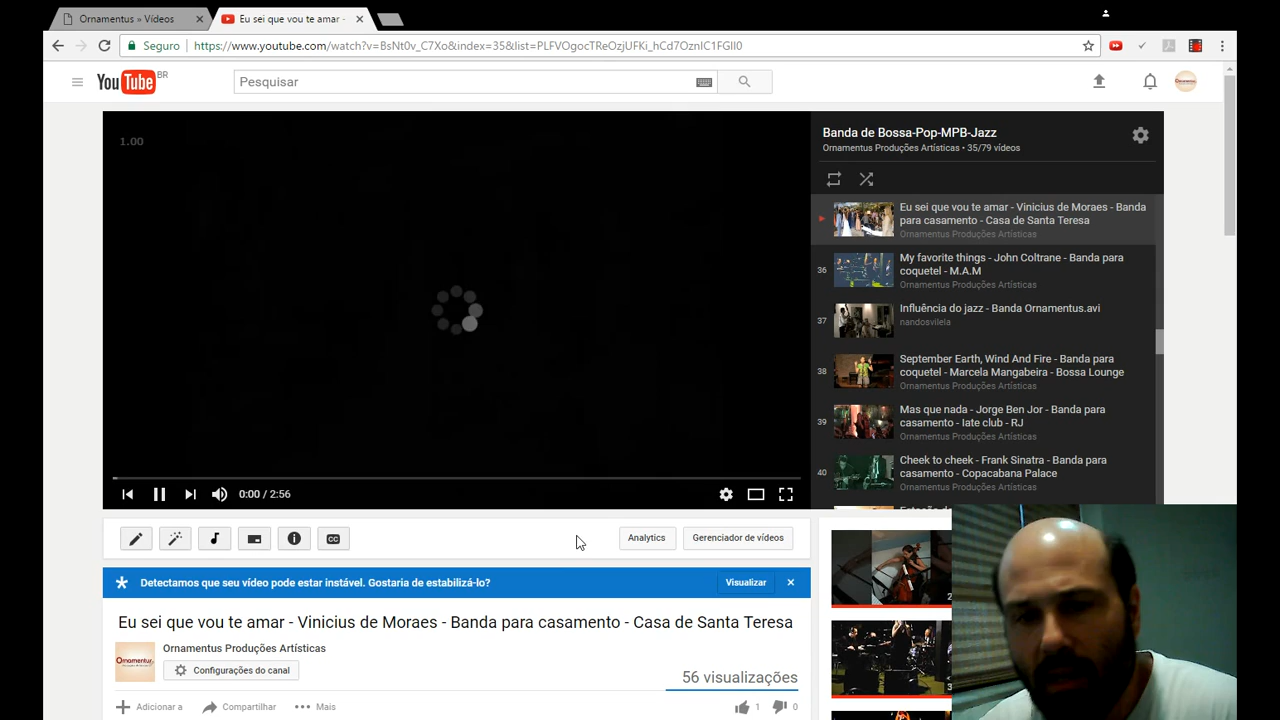 Ornamentus » Vídeos
Eu sei que vou te amar -
Seguro
https://www.youtube.com/watch?v=BsNt0v_C7Xo&index=35&list=PLFVOgocTReOzjUFKi_hCd7OznIC1FGlI0
YouTube BR
Pesquisar
1.00
0:00 / 2:56
Banda de Bossa-Pop-MPB-Jazz
Ornamentus Produções Artísticas • 35/79 vídeos
Eu sei que vou te amar - Vinicius de Moraes - Banda
para casamento - Casa de Santa Teresa
Ornamentus Produções Artísticas
36
My favorite things - John Coltrane - Banda para
coquetel - M.A.M
Ornamentus Produções Artísticas
37
Influência do jazz - Banda Ornamentus.avi
nandosvilela
38
September Earth, Wind And Fire - Banda para
coquetel - Marcela Mangabeira - Bossa Lounge
Ornamentus Produções Artísticas
39
Mas que nada - Jorge Ben Jor - Banda para
casamento - Iate club - RJ
Ornamentus Produções Artísticas
40
Cheek to cheek - Frank Sinatra - Banda para
casamento - Copacabana Palace
Ornamentus Produções Artísticas
CC
Analytics
Gerenciador de vídeos
Detectamos que seu vídeo pode estar instável. Gostaria de estabilizá-lo?
Visualizar
Eu sei que vou te amar - Vinicius de Moraes - Banda para casamento - Casa de Santa Teresa
Ornamentus
Ornamentus Produções Artísticas
Configurações do canal
56 visualizações
Adicionar a
Compartilhar
Mais
1
0